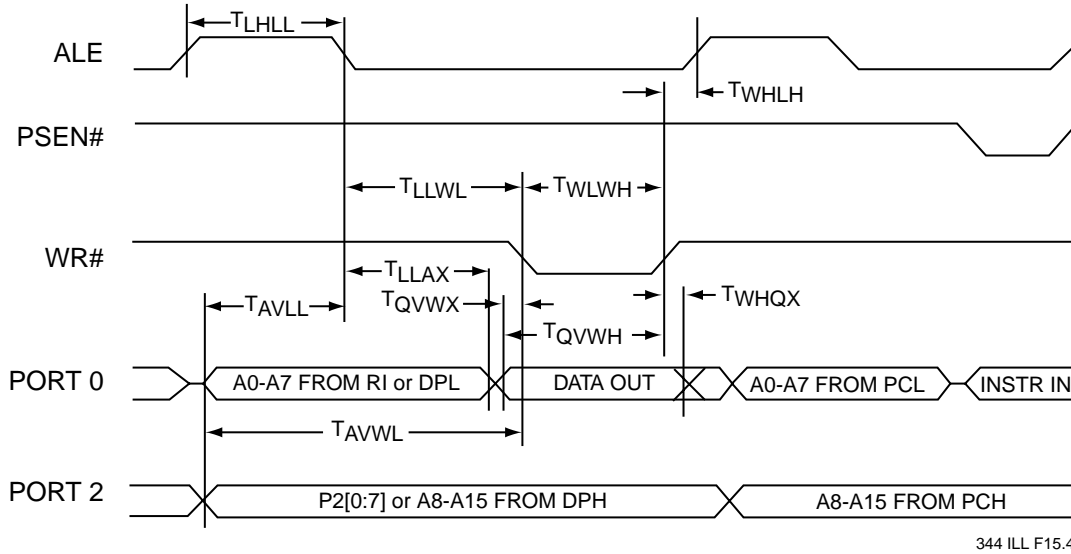 TLHLL
ALE
TWHLH
PSEN#
TLLWL
TWLWH
WR#
TLLAX
TAVLL
TQVWX
TWHQX
TQVWH
PORT 0
A0-A7 FROM RI or DPL
DATA OUT
A0-A7 FROM PCL
INSTR IN
TAVWL
PORT 2
P2[0:7] or A8-A15 FROM DPH
A8-A15 FROM PCH
344 ILL F15.4